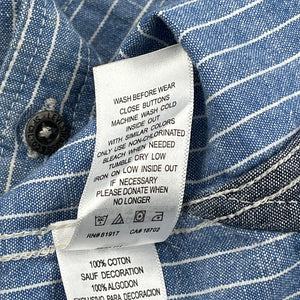 WASH BEFORE WEAR
CLOSE BUTTONS
MACHINE WASH COLD
INSIDE OUT
WITH SIMILAR COLORS
ONLY USE NON-CHLORINATED
BLEACH WHEN NEEDED
TUMBLE DRY LOW
IRON ON LOW INSIDE OUT
IF NECESSARY
PLEASE DONATE WHEN
NO LONGER
RN# 81917 CA# 18702
100% COTTON
SAUF DECORATION
100% ALGODON
EXCLUSIVO PARA DECORACION